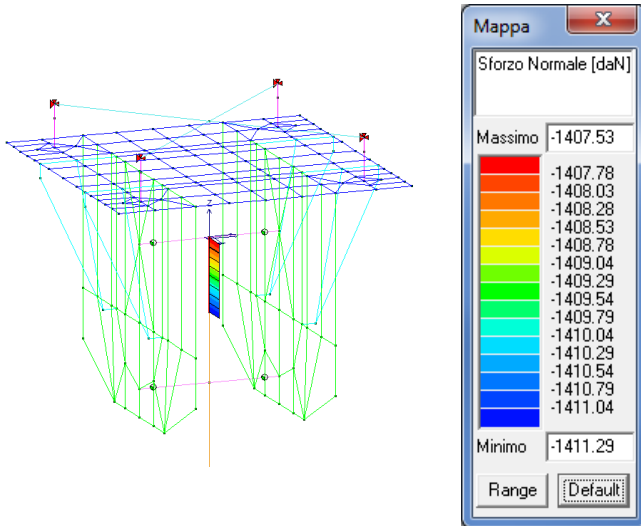 Mappa
Sforzo Normale [daN]
Massimo -1407.53
-1407.78
-1408.03
-1408.28
-1408.53
-1408.78
-1409.04
-1409.29
-1409.54
-1409.79
-1410.04
-1410.29
-1410.54
-1410.79
-1411.04
Minimo -1411.29
Range Default
Z